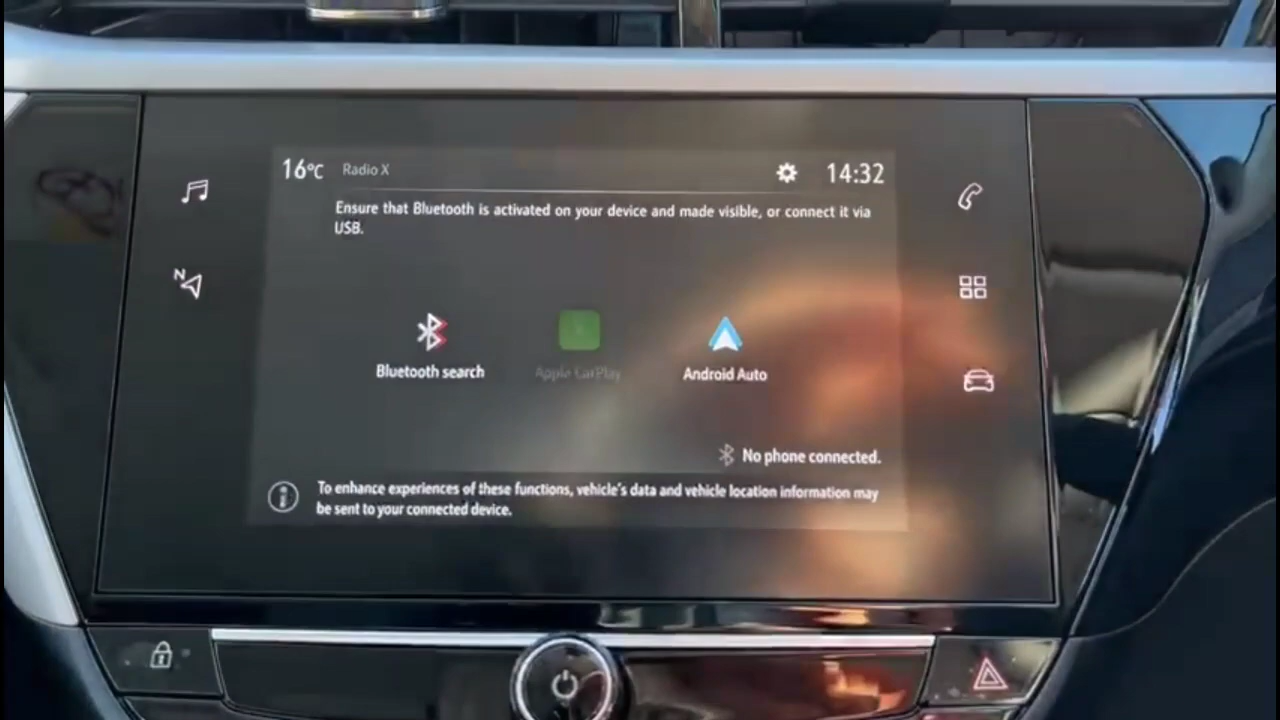 16°C Radio X 14:32
Ensure that Bluetooth is activated on your device and made visible, or connect it via
USB.
N
Bluetooth search Apple CarPlay Android Auto
No phone connected.
To enhance experiences of these functions, vehicle's data and vehicle location information may
be sent to your connected device.